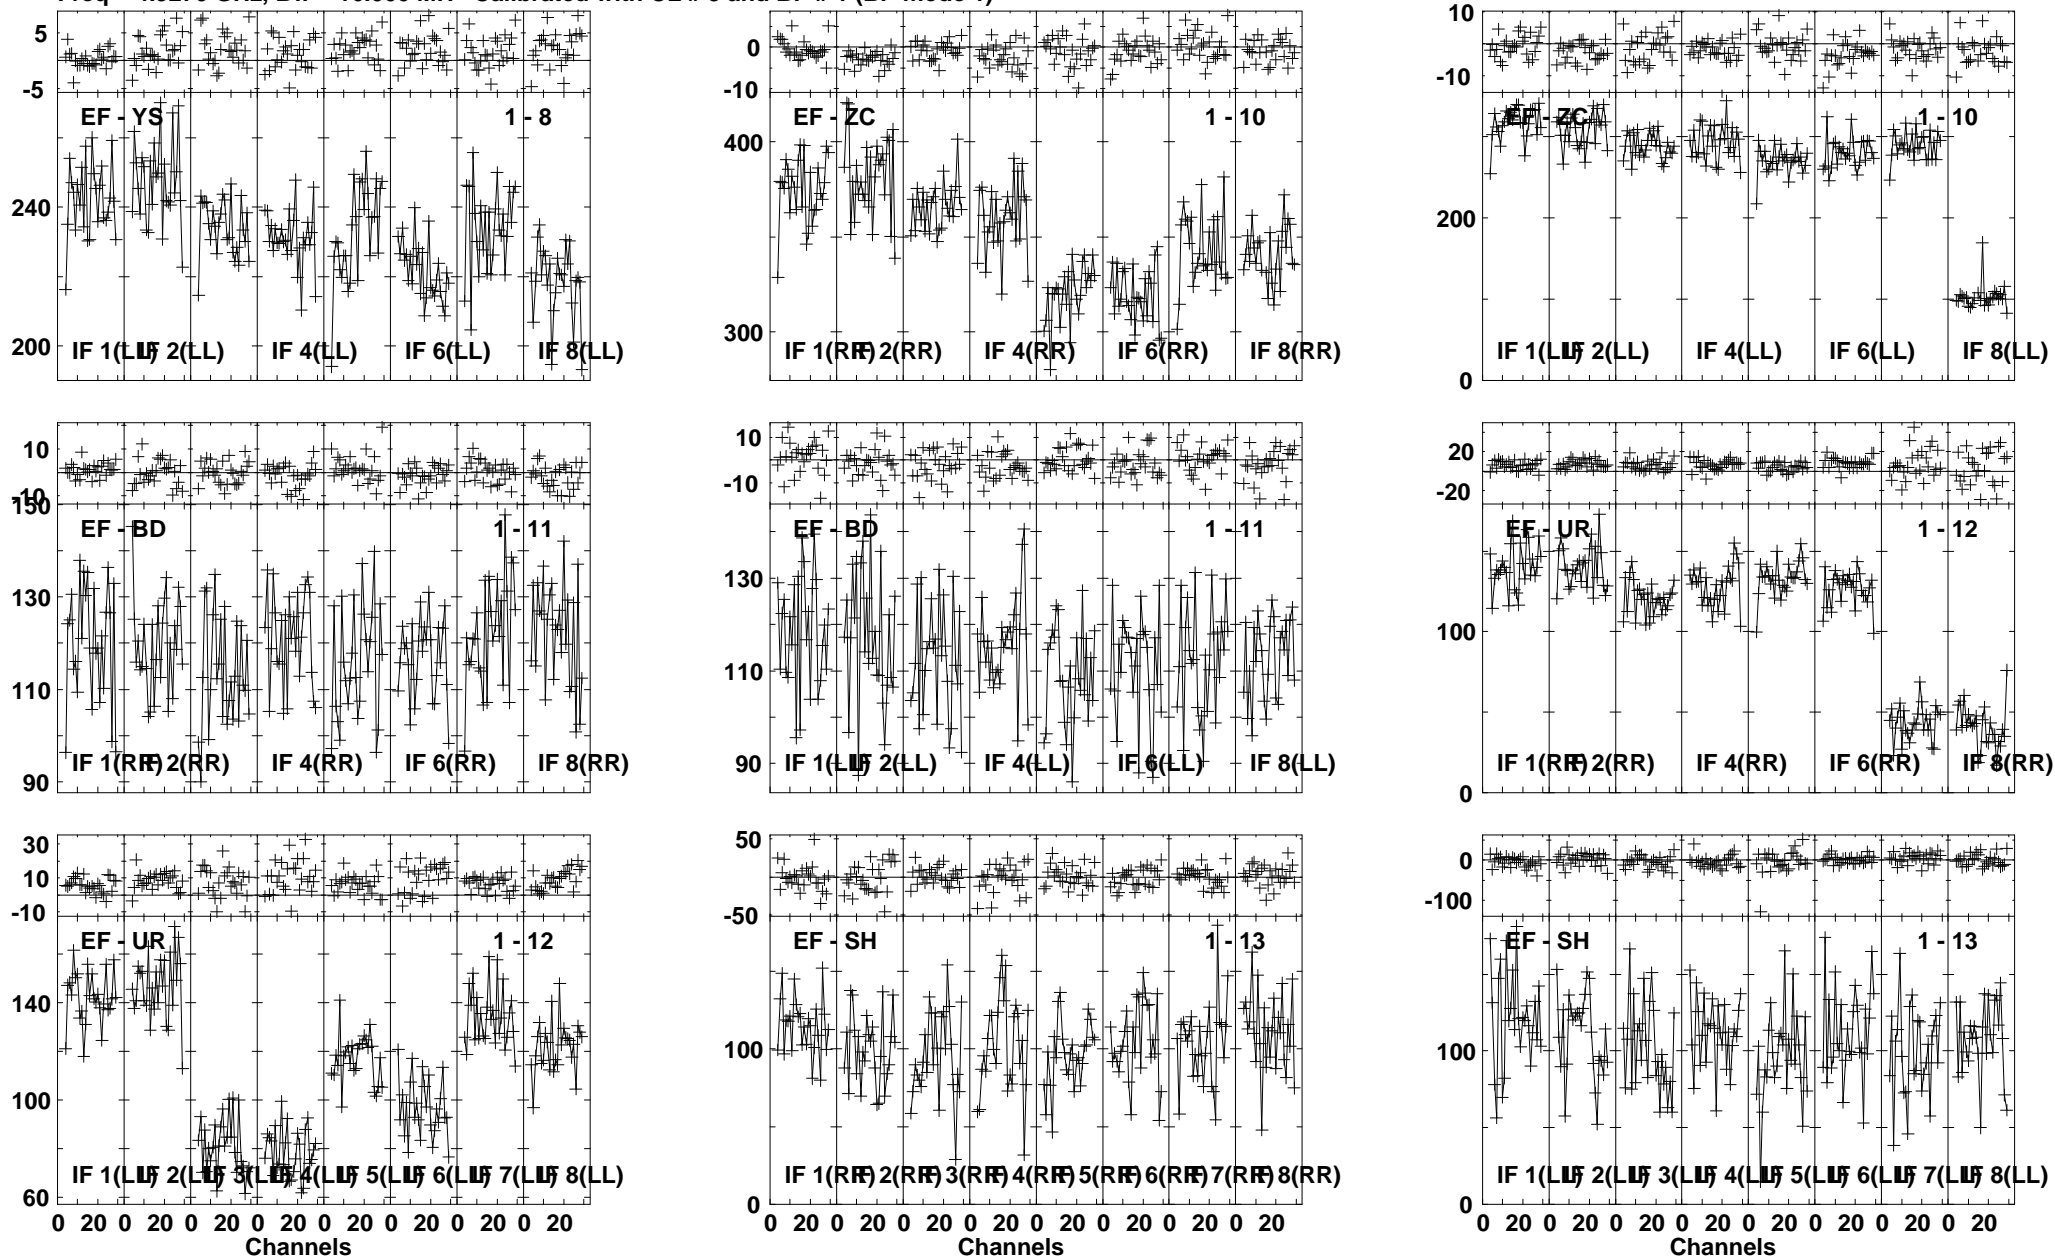 5
-5
EF - YS 1 - 8
240
200
IF 1(LL) IF 2(LL) IF 4(LL) IF 6(LL) IF 8(LL)
0
-10
EF - ZC 1 - 10
400
300
IF 1(RR) IF 2(RR) IF 4(RR) IF 6(RR) IF 8(RR)
10
-10
EF - ZC 1 - 10
200
0
IF 1(LL) IF 2(LL) IF 4(LL) IF 6(LL) IF 8(LL)
10
-10
150
EF - BD 1 - 11
130
110
90
IF 1(RR) IF 2(RR) IF 4(RR) IF 6(RR) IF 8(RR)
10
-10
EF - BD 1 - 11
130
110
90
IF 1(LL) IF 2(LL) IF 4(LL) IF 6(LL) IF 8(LL)
20
-20
EF - UR 1 - 12
100
0
IF 1(RR) IF 2(RR) IF 4(RR) IF 6(RR) IF 8(RR)
30
10
-10
EF - UR 1 - 12
140
100
60
IF 1(LL) IF 2(LL) IF 3(LL) IF 4(LL) IF 5(LL) IF 6(LL) IF 7(LL) IF 8(LL)
0 20 0 20 0 20 0 20 0 20 0 20 0 20 0 20
Channels
50
-50
EF - SH 1 - 13
100
0
IF 1(RR) IF 2(RR) IF 3(RR) IF 4(RR) IF 5(RR) IF 6(RR) IF 7(RR) IF 8(RR)
0 20 0 20 0 20 0 20 0 20 0 20 0 20 0 20
Channels
0
-100
EF - SH 1 - 13
100
0
IF 1(LL) IF 2(LL) IF 3(LL) IF 4(LL) IF 5(LL) IF 6(LL) IF 7(LL) IF 8(LL)
0 20 0 20 0 20 0 20 0 20 0 20 0 20 0 20
Channels